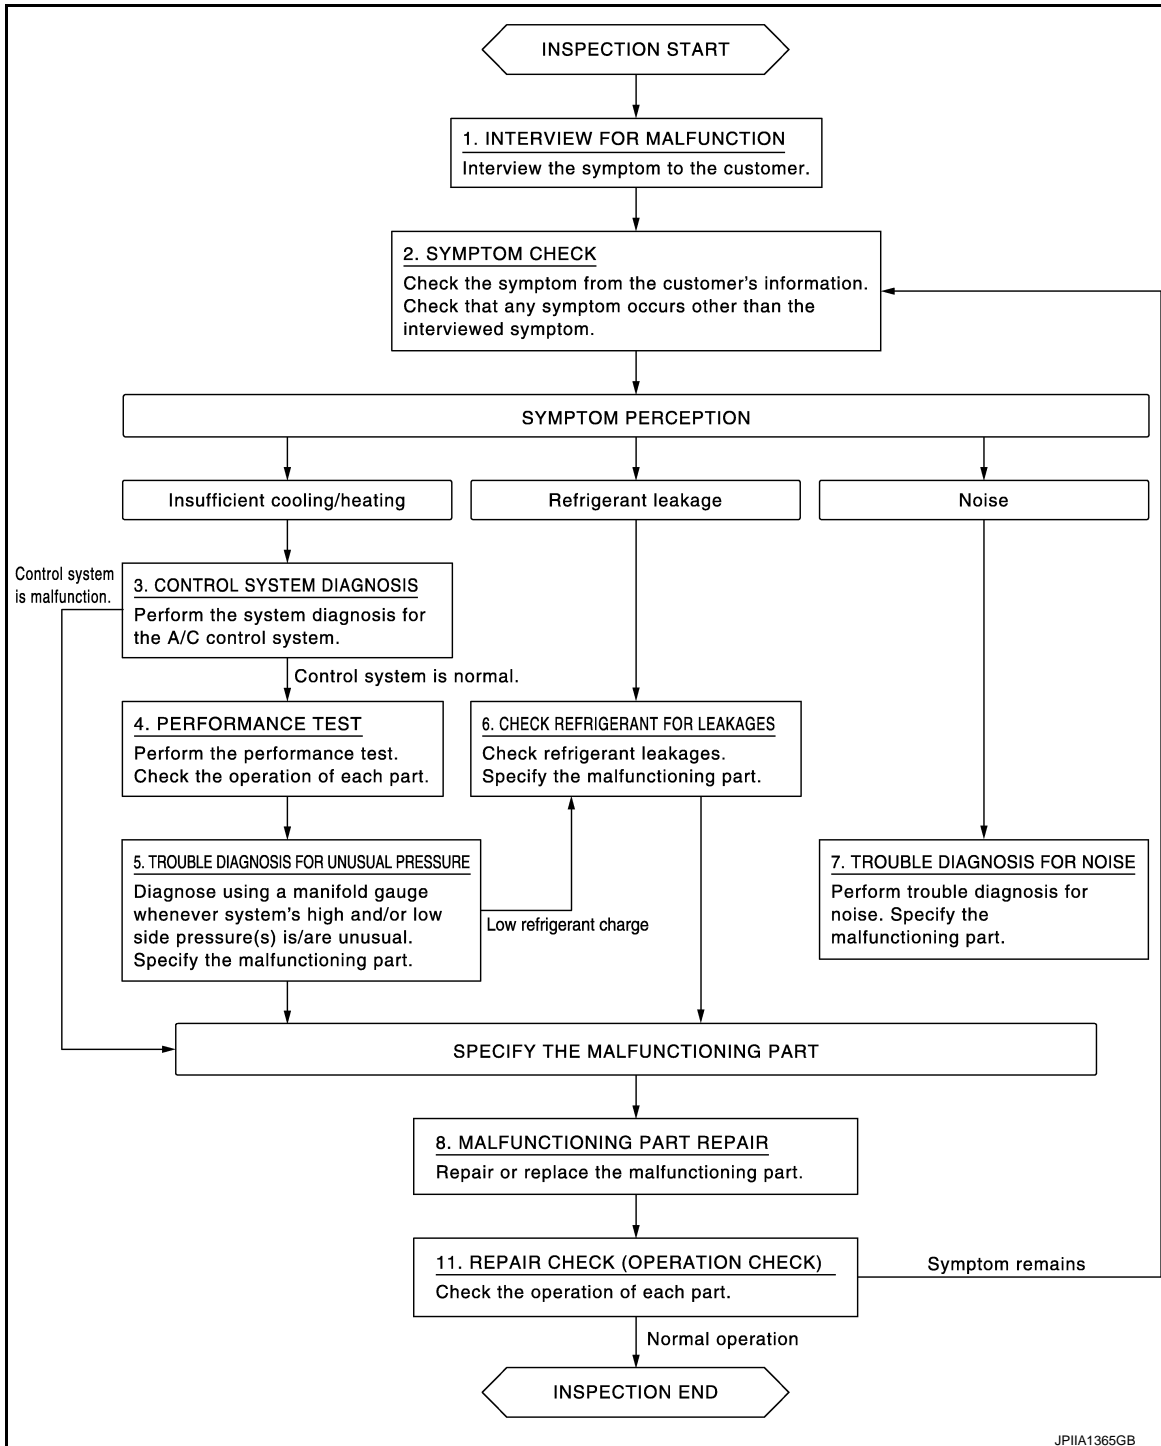 INSPECTION START
1. INTERVIEW FOR MALFUNCTION
Interview the symptom to the customer.
2. SYMPTOM CHECK
Check the symptom from the customer's information.
Check that any symptom occurs other than the
interviewed symptom.
SYMPTOM PERCEPTION
Insufficient cooling/heating
Refrigerant leakage
Noise
Control system
is malfunction.
3. CONTROL SYSTEM DIAGNOSIS
Perform the system diagnosis for
the A/C control system.
Control system is normal.
4. PERFORMANCE TEST
Perform the performance test.
Check the operation of each part.
6. CHECK REFRIGERANT FOR LEAKAGES
Check refrigerant leakages.
Specify the malfunctioning part.
5. TROUBLE DIAGNOSIS FOR UNUSUAL PRESSURE
Diagnose using a manifold gauge
whenever system's high and/or low
side pressure(s) is/are unusual.
Specify the malfunctioning part.
Low refrigerant charge
7. TROUBLE DIAGNOSIS FOR NOISE
Perform trouble diagnosis for
noise. Specify the
malfunctioning part.
SPECIFY THE MALFUNCTIONING PART
8. MALFUNCTIONING PART REPAIR
Repair or replace the malfunctioning part.
11. REPAIR CHECK (OPERATION CHECK)
Check the operation of each part.
Symptom remains
Normal operation
INSPECTION END
JPIIA1365GB